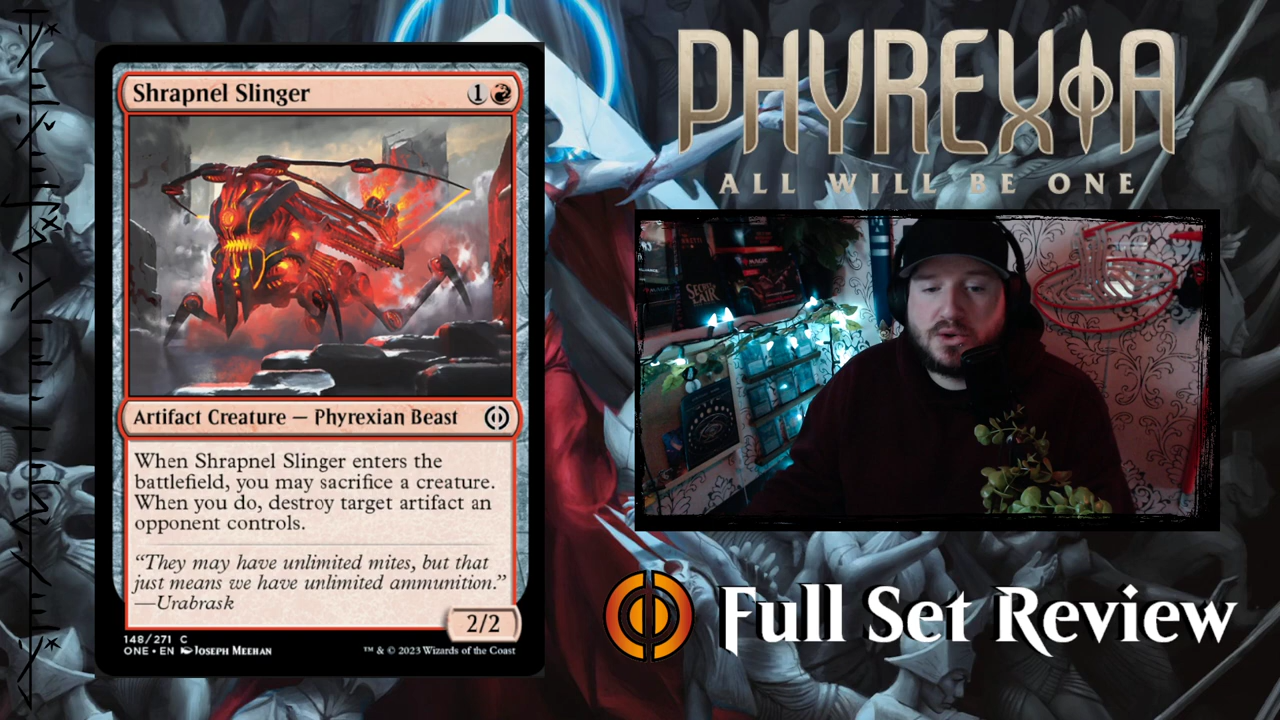 Shrapnel Slinger
1
Artifact Creature — Phyrexian Beast
When Shrapnel Slinger enters the
battlefield, you may sacrifice a creature.
When you do, destroy target artifact an
opponent controls.
“They may have unlimited mites, but that
just means we have unlimited ammunition.”
—Urabrask
2/2
148/271 C
ONE • EN Joseph Meehan
™ & © 2023 Wizards of the Coast
PHYREXIA
ALL WILL BE ONE
SECRET
LAIR
Full Set Review